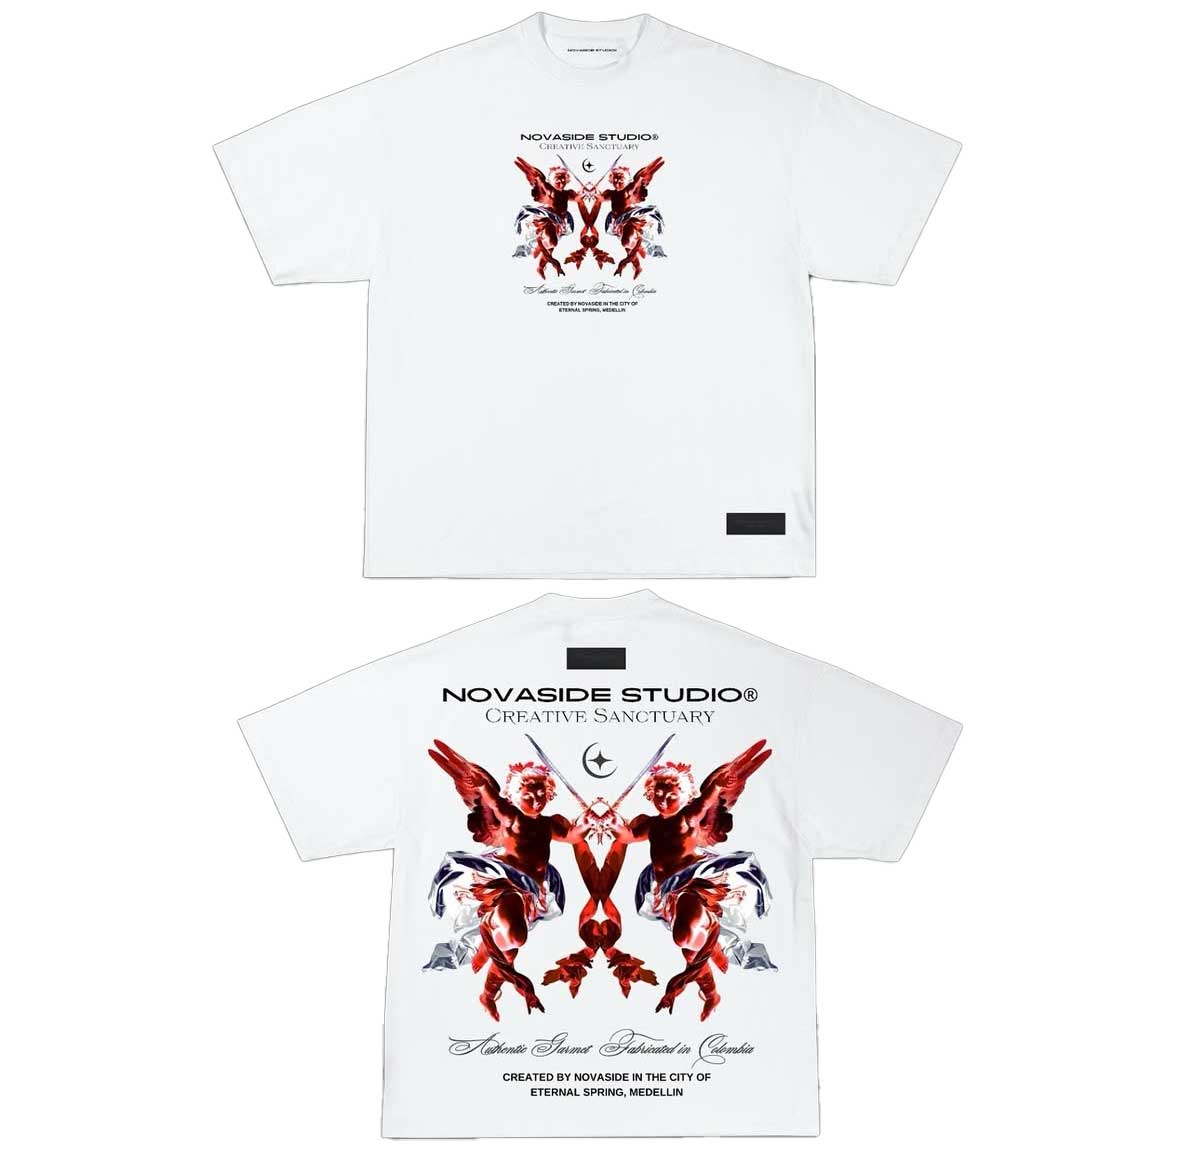 NOVASIDE STUDIO
NOVASIDE STUDIO®
CREATIVE SANCTUARY
Authentic Garmet Fabricated in Colombia
CREATED BY NOVASIDE IN THE CITY OF
ETERNAL SPRING, MEDELLIN
NOVASIDE STUDIO®
CREATIVE SANCTUARY
Authentic Garmet Fabricated in Colombia
CREATED BY NOVASIDE IN THE CITY OF
ETERNAL SPRING, MEDELLIN